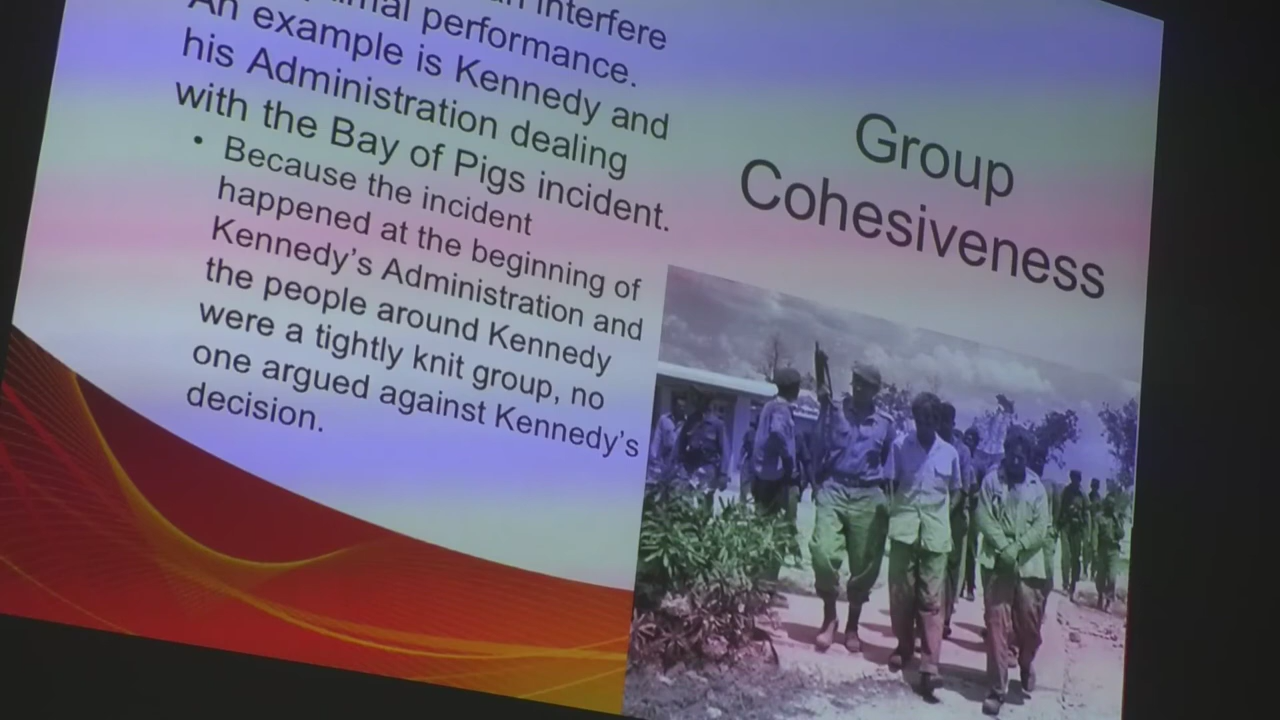 interfere
performance.
An example is Kennedy and
his Administration dealing
with the Bay of Pigs incident.
• Because the incident
happened at the beginning of
Kennedy's Administration and
the people around Kennedy
were a tightly knit group, no
one argued against Kennedy's
decision.
Group
Cohesiveness